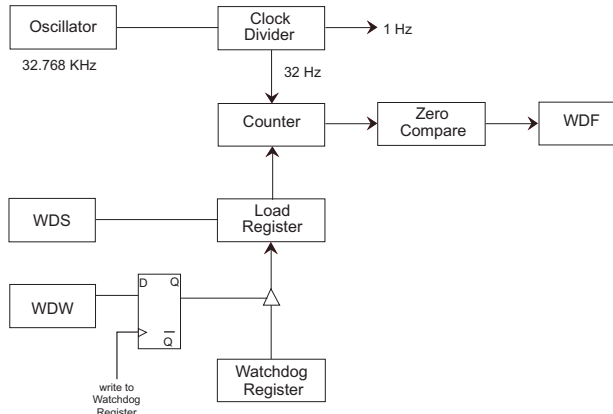 Oscillator
Clock
Divider
1 Hz
32.768 KHz
32 Hz
Counter
Zero
Compare
WDF
WDS
Load
Register
WDW
D
Q
Q
Watchdog
Register
write to
Watchdog
Register